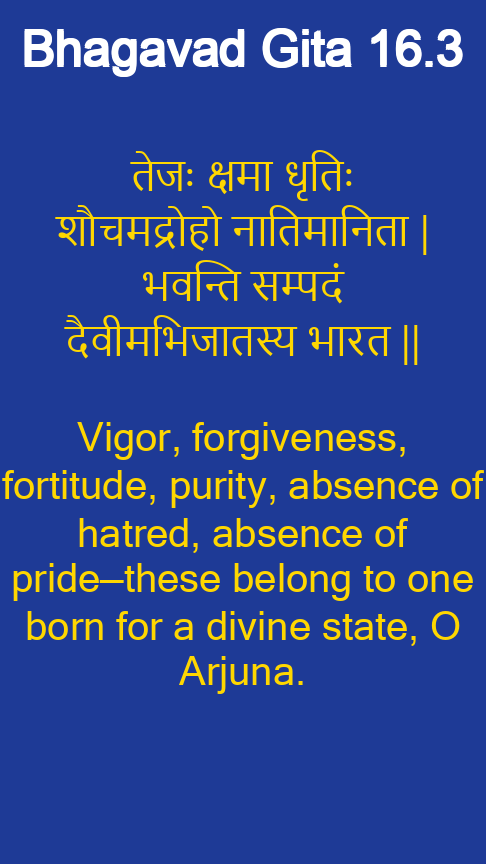 Bhagavad Gita 16.3
तेजः क्षमा धृतिः
शौचमद्रोहो नातिमानिता |
भवन्ति सम्पदं
दैवीमभिजातस्य भारत ||
Vigor, forgiveness,
fortitude, purity, absence of
hatred, absence of
pride—these belong to one
born for a divine state, O
Arjuna.